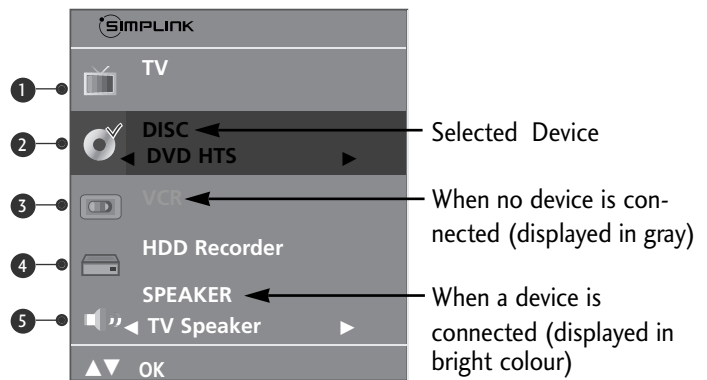 SIMPLINK
1 TV
2 DISC
◀ DVD HTS ▶
3 VCR
4 HDD Recorder
5 SPEAKER
◀ TV Speaker ▶
▲▼ OK
Selected Device
When no device is con-
nected (displayed in gray)
When a device is
connected (displayed in
bright colour)